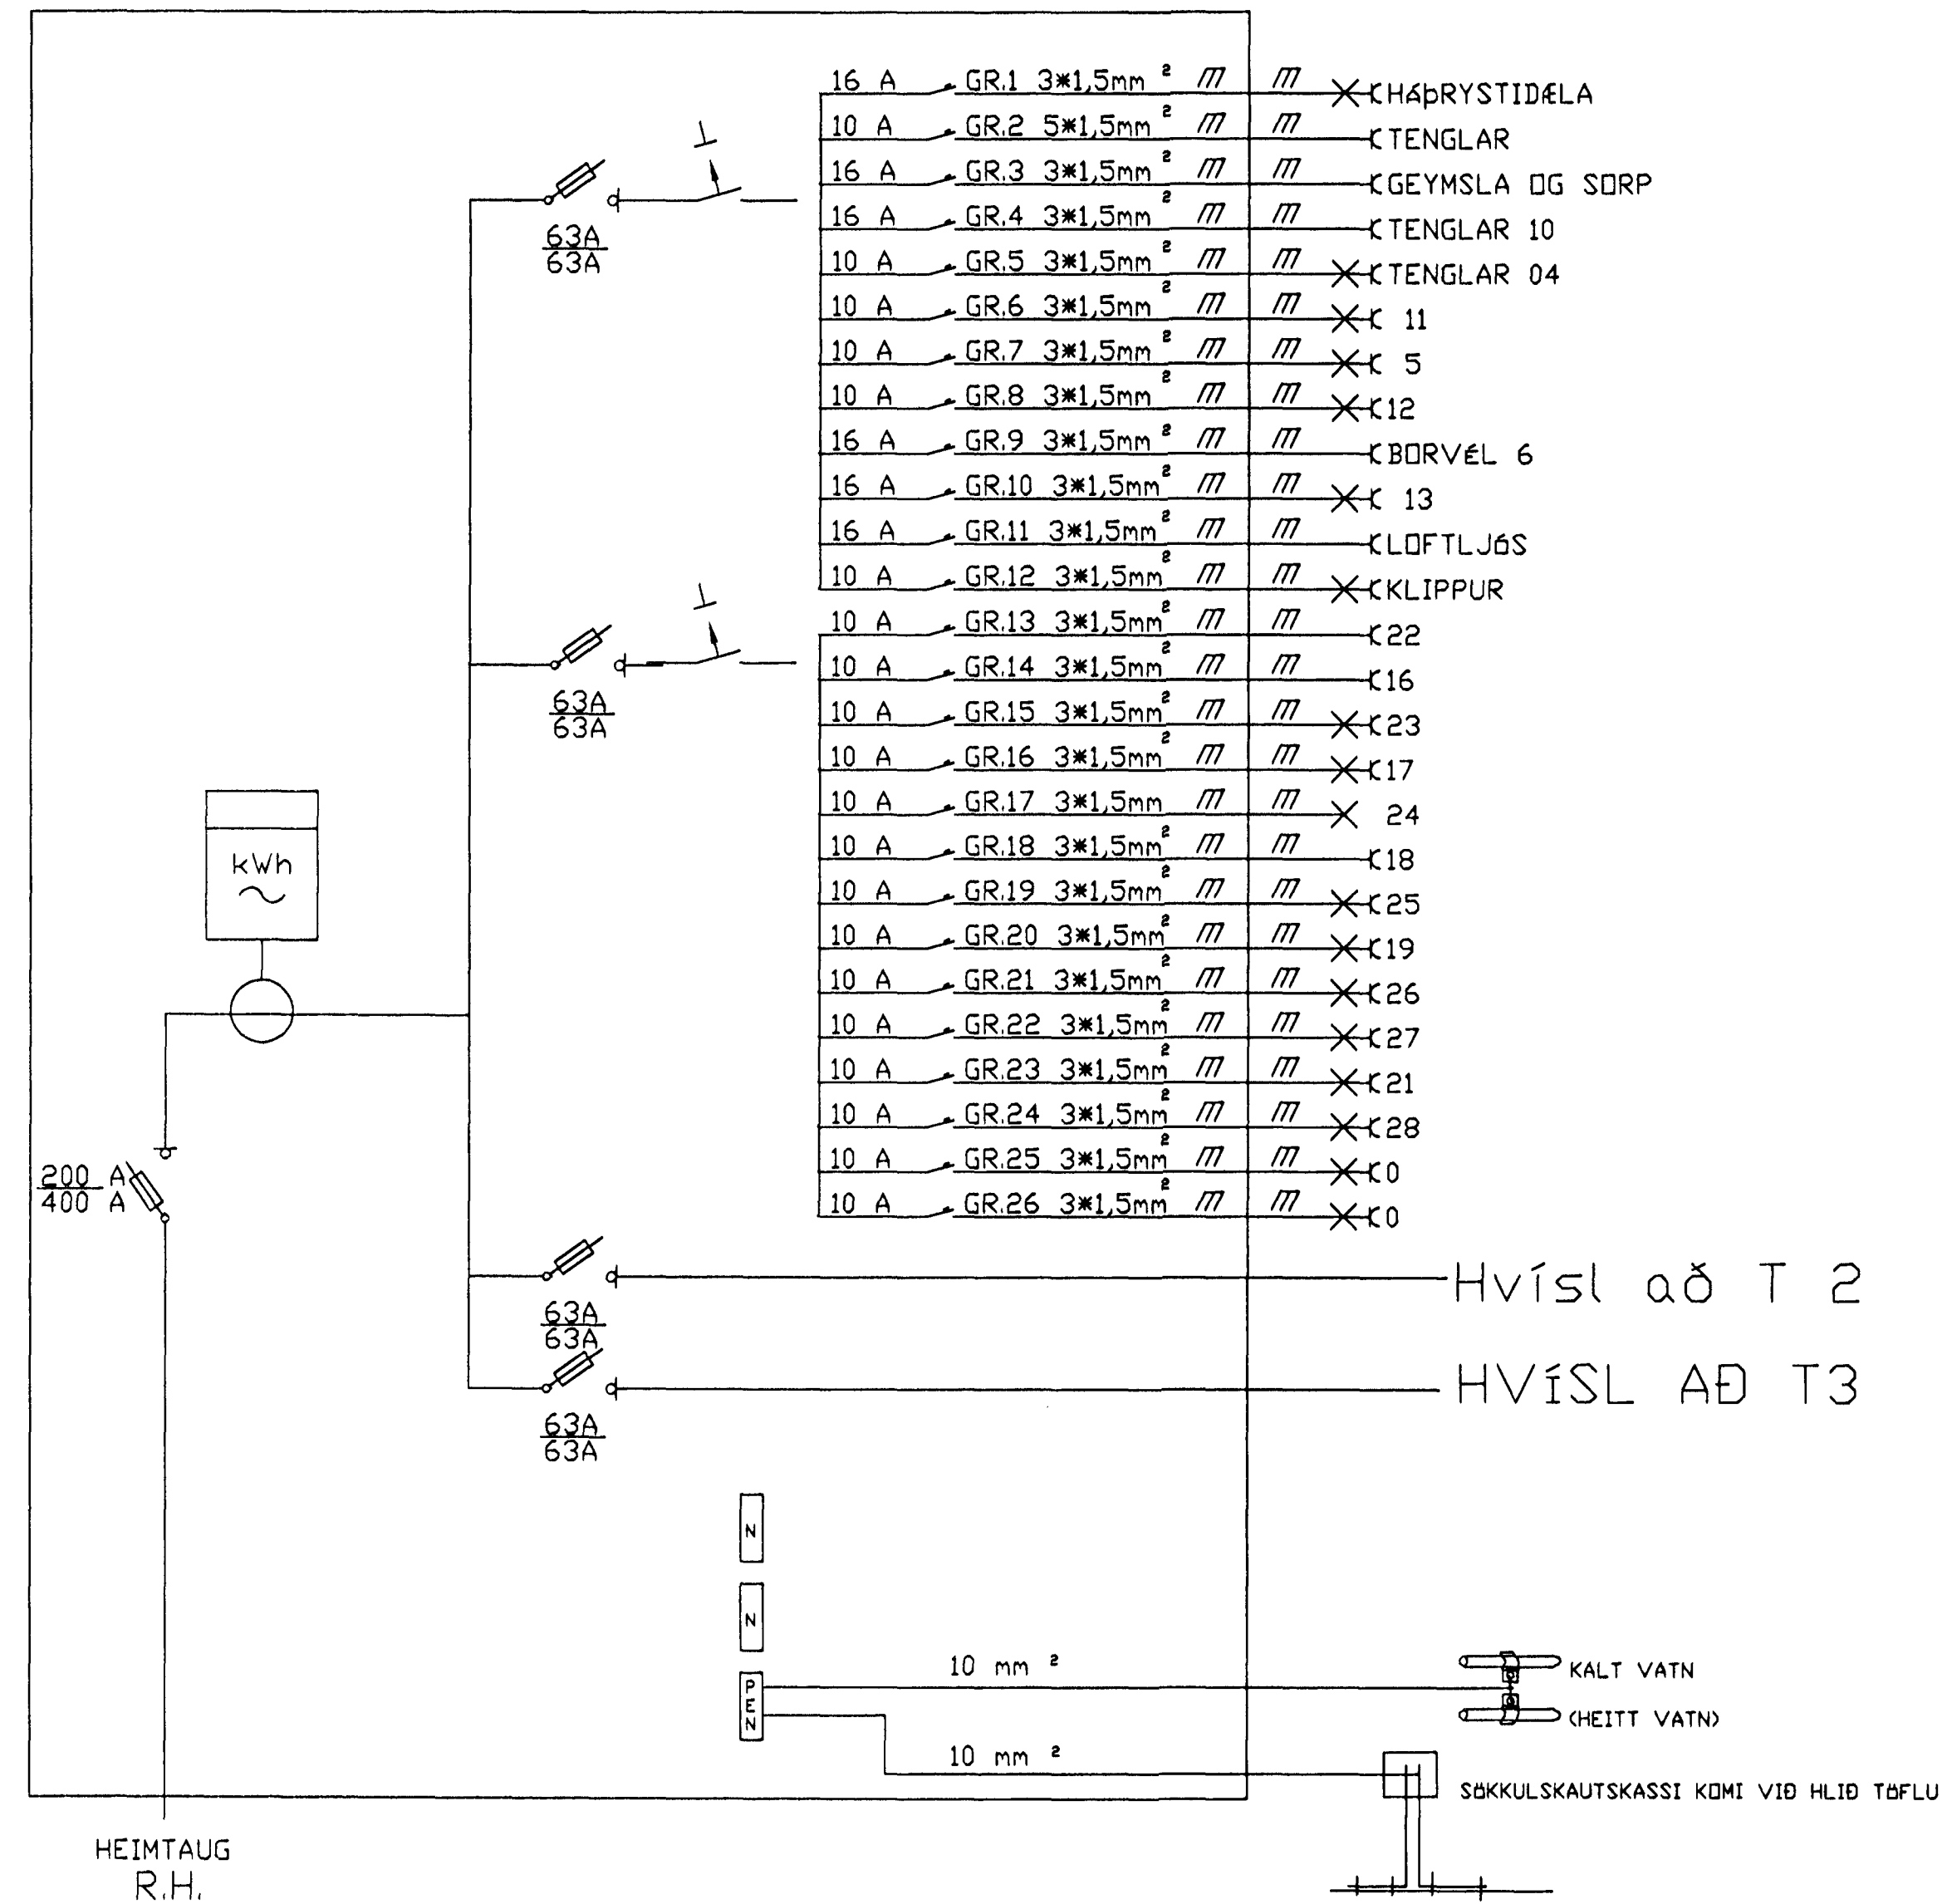 16 A GR.1 3*1,5mm² HÁÞRYSTIDÆLA
10 A GR.2 5*1,5mm² TENGLAR
16 A GR.3 3*1,5mm² GEYMSLA OG SORP
16 A GR.4 3*1,5mm² TENGLAR 10
10 A GR.5 3*1,5mm² TENGLAR 04
10 A GR.6 3*1,5mm² 11
10 A GR.7 3*1,5mm² 5
10 A GR.8 3*1,5mm² 12
16 A GR.9 3*1,5mm² BORVÉL 6
16 A GR.10 3*1,5mm² 13
16 A GR.11 3*1,5mm² LOFTLJÓS
10 A GR.12 3*1,5mm² KLIPPUR
10 A GR.13 3*1,5mm² 22
10 A GR.14 3*1,5mm² 16
10 A GR.15 3*1,5mm² 23
10 A GR.16 3*1,5mm² 17
10 A GR.17 3*1,5mm 24
10 A GR.18 3*1,5mm² 18
10 A GR.19 3*1,5mm² 25
10 A GR.20 3*1,5mm² 19
10 A GR.21 3*1,5mm² 26
10 A GR.22 3*1,5mm² 27
10 A GR.23 3*1,5mm² 21
10 A GR.24 3*1,5mm² 28
10 A GR.25 3*1,5mm² 0
10 A GR.26 3*1,5mm² 0
63A
63A
63A
63A
kWh
200 A
400 A
63A
63A
Hvísl að T 2
63A
63A
HVÍSL AÐ T3
N
N
PEN
10 mm²
KALT VATN
(HEITT VATN)
10 mm²
SÖKKULSKAUTSKASSI KOMI VIÐ HLIÐ TÖFLU
HEIMTAUG
R.H.